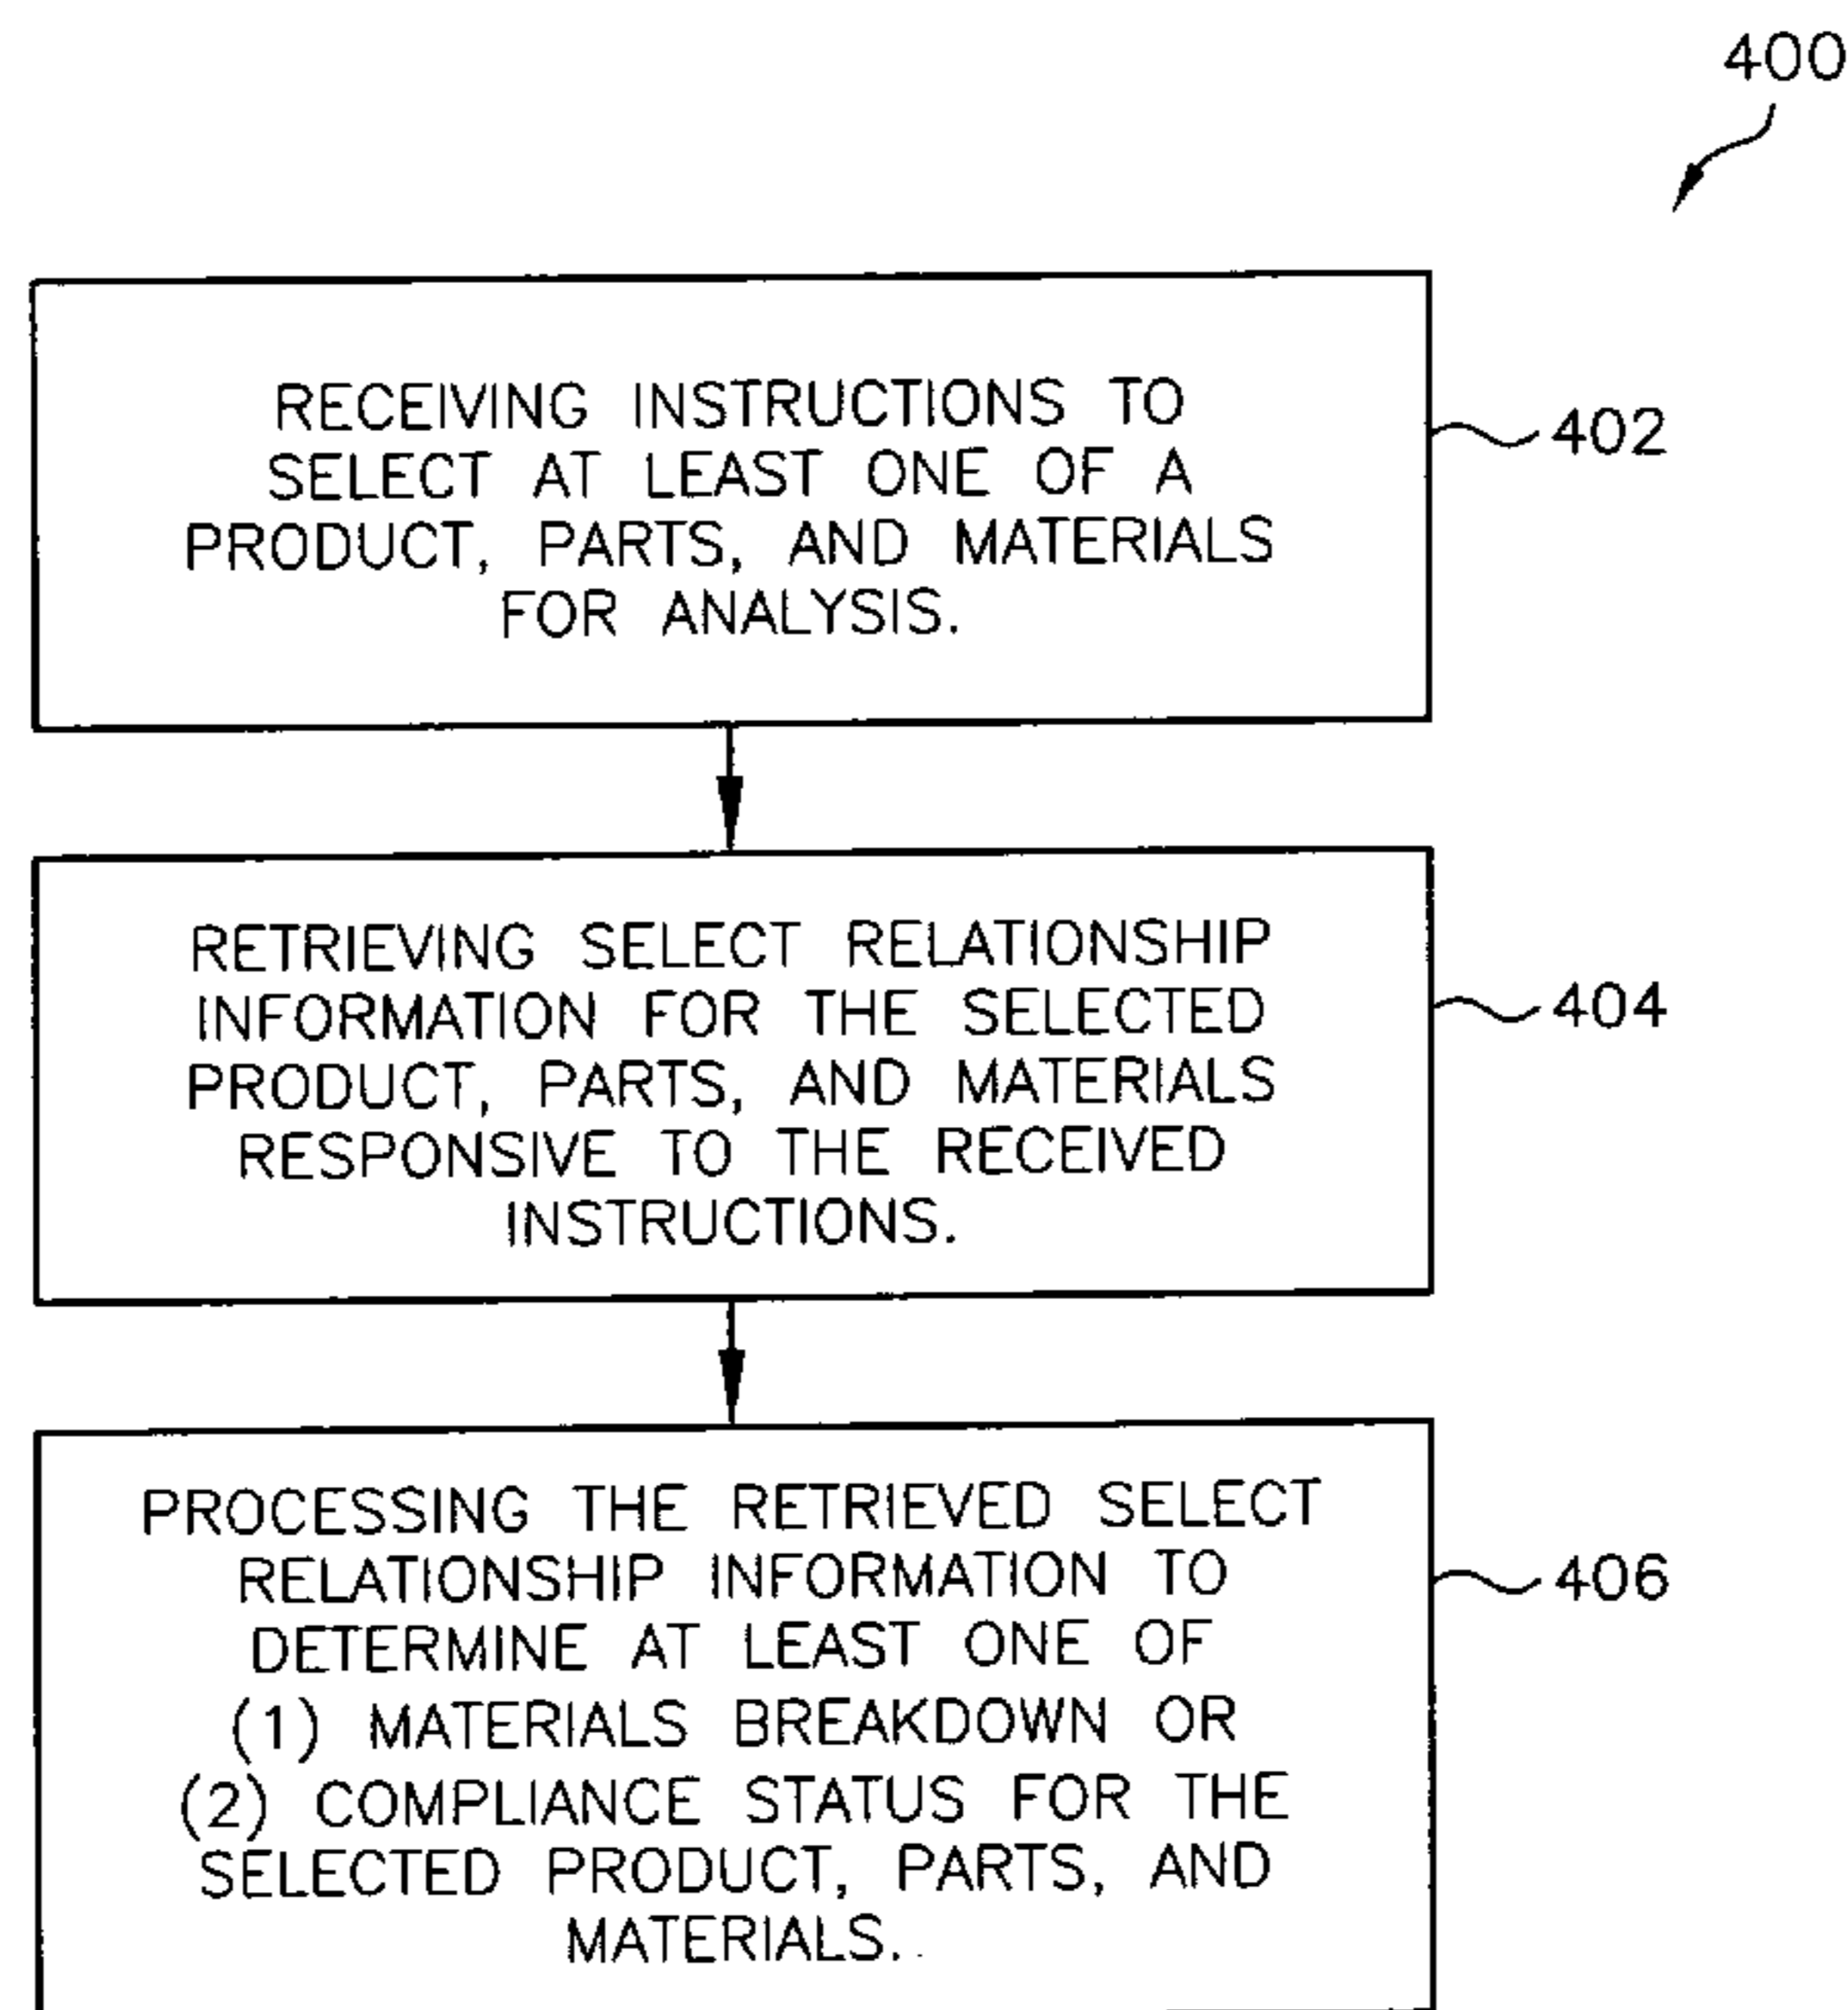 400
RECEIVING INSTRUCTIONS TO
SELECT AT LEAST ONE OF A
PRODUCT, PARTS, AND MATERIALS
FOR ANALYSIS.
402
RETRIEVING SELECT RELATIONSHIP
INFORMATION FOR THE SELECTED
PRODUCT, PARTS, AND MATERIALS
RESPONSIVE TO THE RECEIVED
INSTRUCTIONS.
404
PROCESSING THE RETRIEVED SELECT
RELATIONSHIP INFORMATION TO
DETERMINE AT LEAST ONE OF
(1) MATERIALS BREAKDOWN OR
(2) COMPLIANCE STATUS FOR THE
SELECTED PRODUCT, PARTS, AND
MATERIALS.
406